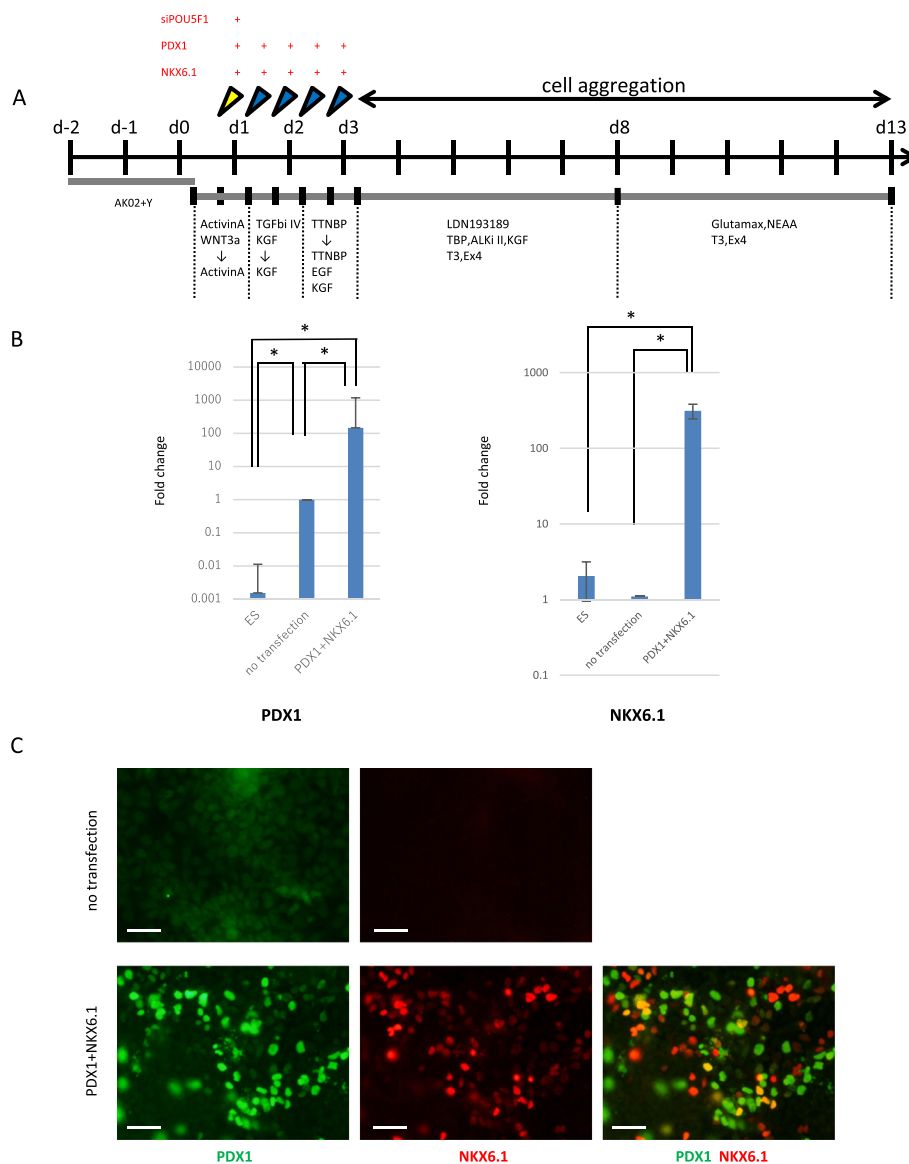 siPOU5F1 +
PDX1 + + + + +
NKX6.1 + + + + +
A
cell aggregation
d-2 d-1 d0 d1 d2 d3 d8 d13
AK02+Y
ActivinA
WNT3a
↓
ActivinA
TGFbi IV
KGF
↓
KGF
TTNBP
↓
TTNBP
EGF
KGF
LDN193189
TBP,ALKi II,KGF
T3,Ex4
Glutamax,NEAA
T3,Ex4
B
Fold change
10000
1000
100
10
1
0.1
0.01
0.001
* * *
ES
no transfection
PDX1+NKX6.1
PDX1
Fold change
1000
100
10
1
0.1
* *
ES
no transfection
PDX1+NKX6.1
NKX6.1
C
no transfection
PDX1+NKX6.1
PDX1
NKX6.1
PDX1 NKX6.1